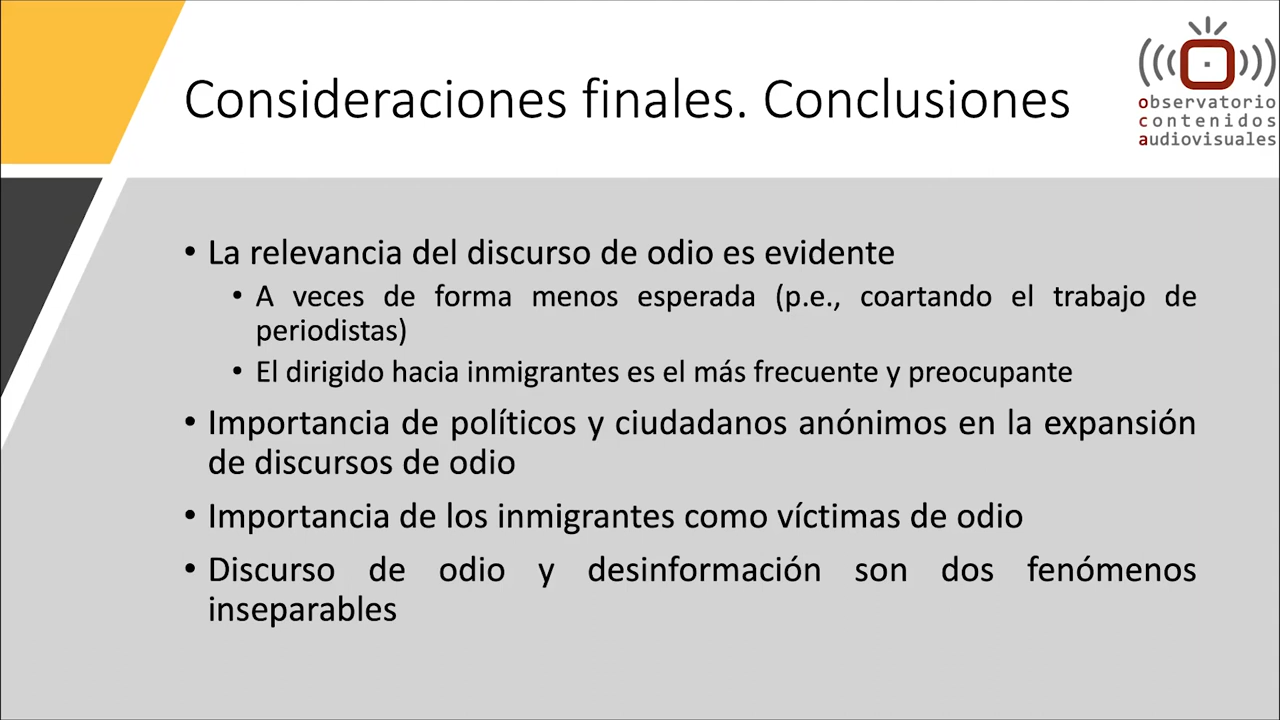 Consideraciones finales. Conclusiones
observatorio
contenidos
audiovisuales
• La relevancia del discurso de odio es evidente
• A veces de forma menos esperada (p.e., coartando el trabajo de
periodistas)
• El dirigido hacia inmigrantes es el más frecuente y preocupante
• Importancia de políticos y ciudadanos anónimos en la expansión
de discursos de odio
• Importancia de los inmigrantes como víctimas de odio
• Discurso de odio y desinformación son dos fenómenos
inseparables